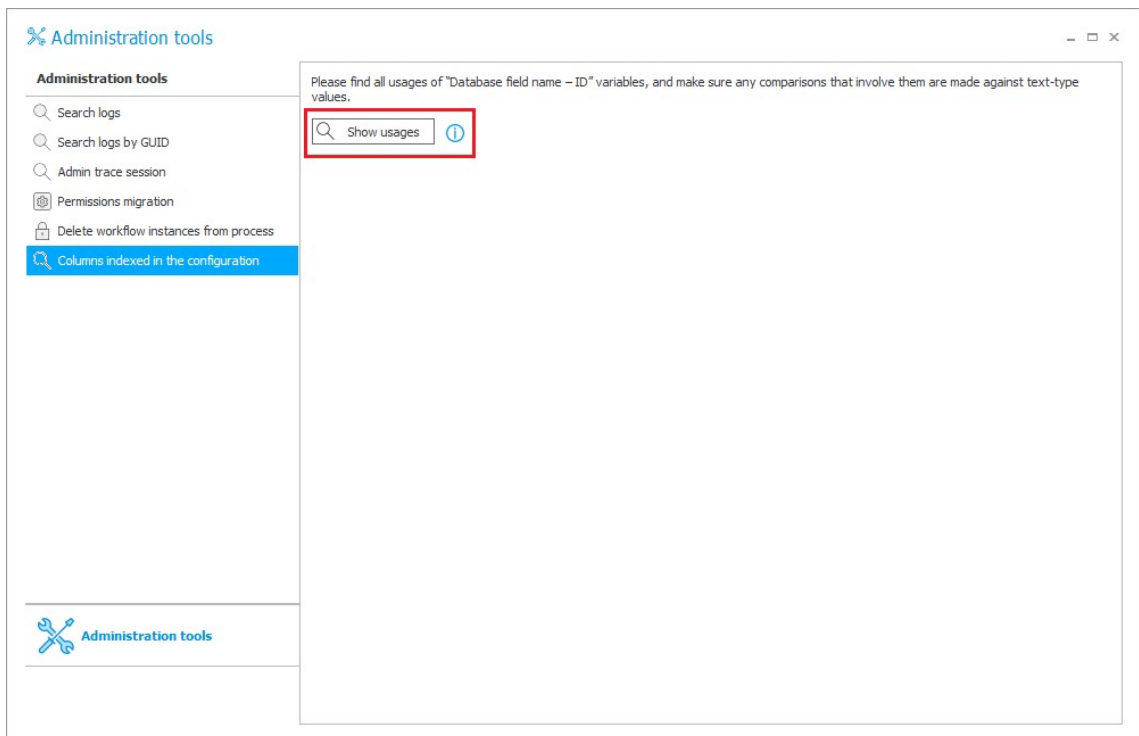 Administration tools
Administration tools
Search logs
Search logs by GUID
Admin trace session
Permissions migration
Delete workflow instances from process
Columns indexed in the configuration
Administration tools
Please find all usages of "Database field name – ID" variables, and make sure any comparisons that involve them are made against text-type
values.
Show usages